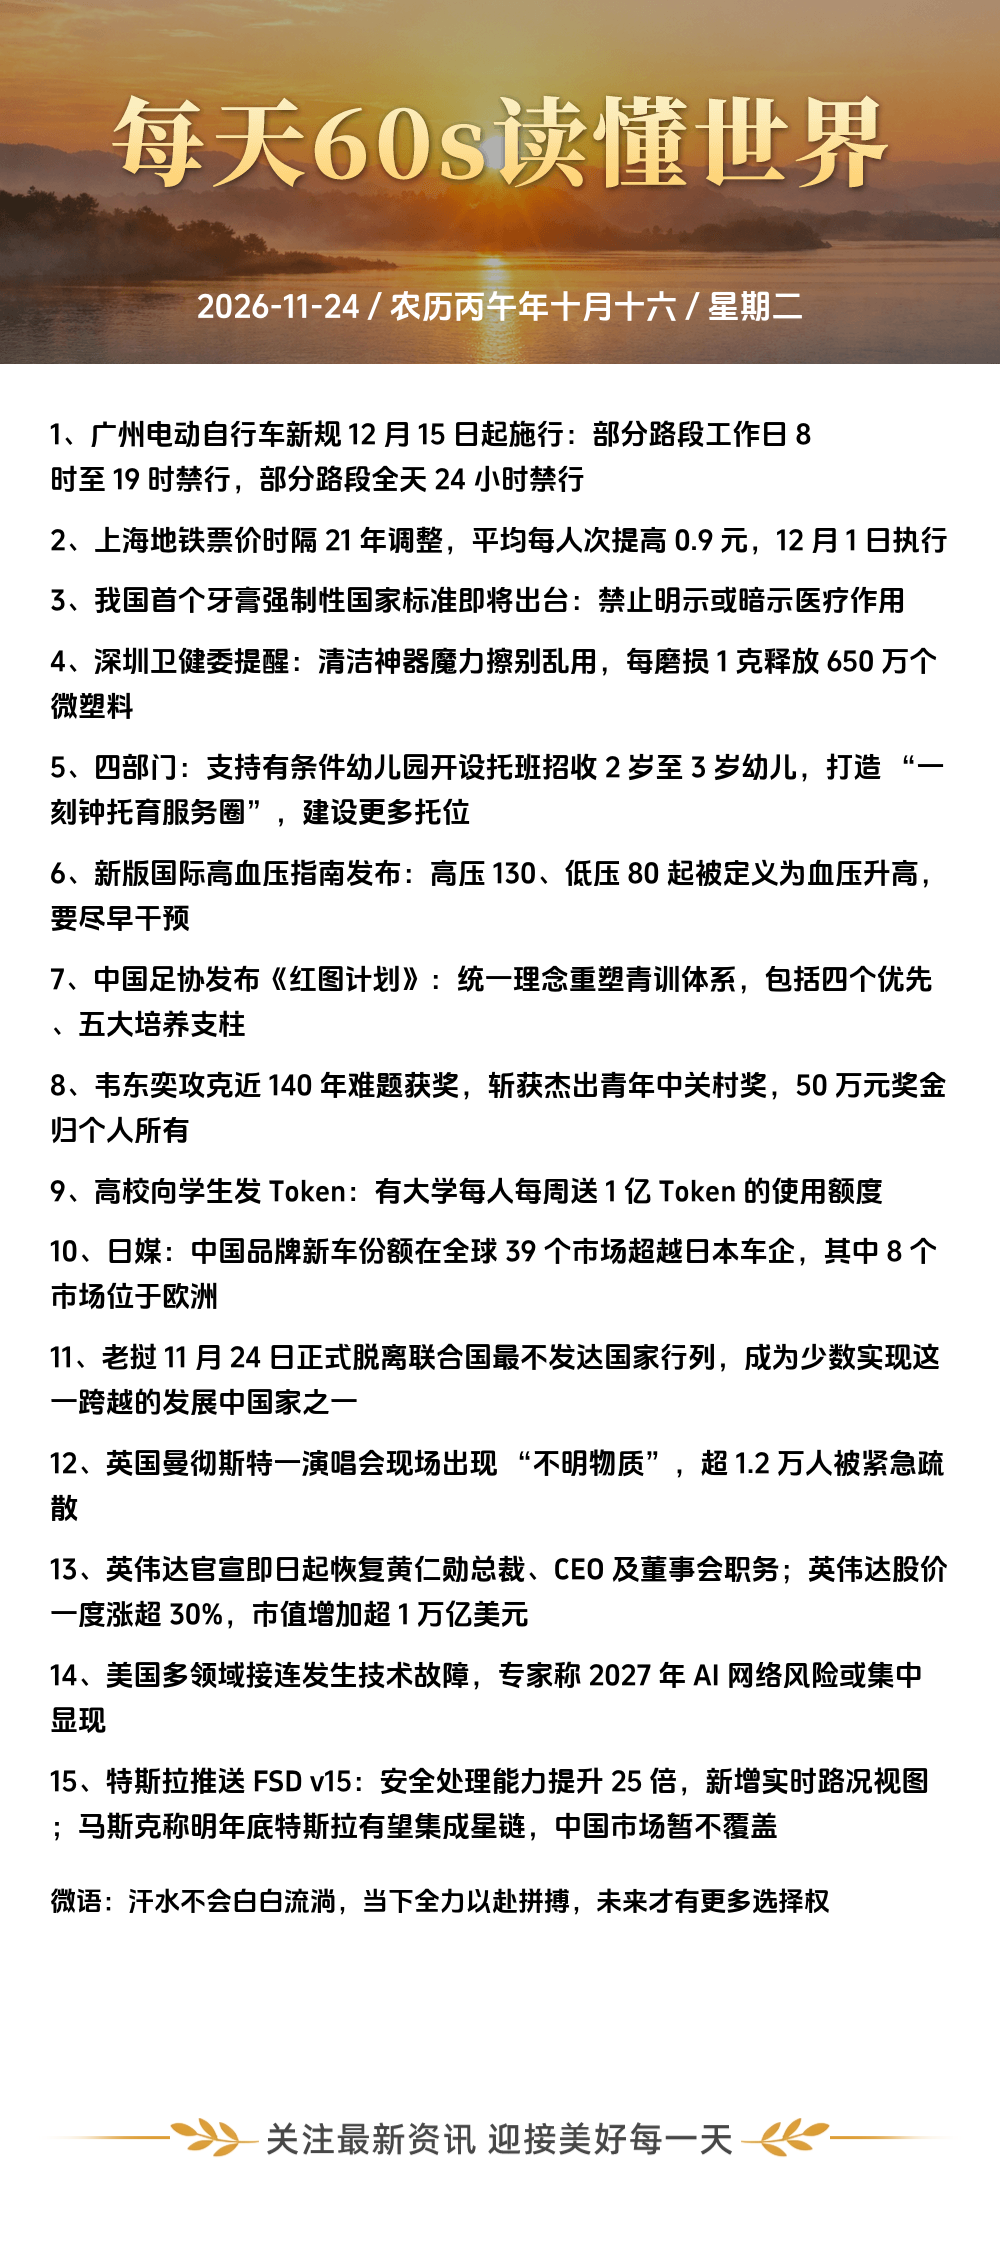 每天60s读懂世界
2026-11-24 / 农历丙午年十月十六 / 星期二
1、广州电动自行车新规 12 月 15 日起施行：部分路段工作日 8
时至 19 时禁行，部分路段全天 24 小时禁行
2、上海地铁票价时隔 21 年调整，平均每人次提高 0.9 元，12 月 1 日执行
3、我国首个牙膏强制性国家标准即将出台：禁止明示或暗示医疗作用
4、深圳卫健委提醒：清洁神器魔力擦别乱用，每磨损 1 克释放 650 万个
微塑料
5、四部门：支持有条件幼儿园开设托班招收 2 岁至 3 岁幼儿，打造 “一
刻钟托育服务圈” ，建设更多托位
6、新版国际高血压指南发布：高压 130、低压 80 起被定义为血压升高，
要尽早干预
7、中国足协发布《红图计划》：统一理念重塑青训体系，包括四个优先
、五大培养支柱
8、韦东奕攻克近 140 年难题获奖，斩获杰出青年中关村奖，50 万元奖金
归个人所有
9、高校向学生发 Token：有大学每人每周送 1 亿 Token 的使用额度
10、日媒：中国品牌新车份额在全球 39 个市场超越日本车企，其中 8 个
市场位于欧洲
11、老挝 11 月 24 日正式脱离联合国最不发达国家行列，成为少数实现这
一跨越的发展中国家之一
12、英国曼彻斯特一演唱会现场出现 “不明物质” ，超 1.2 万人被紧急疏
散
13、英伟达官宣即日起恢复黄仁勋总裁、CEO 及董事会职务；英伟达股价
一度涨超 30%，市值增加超 1 万亿美元
14、美国多领域接连发生技术故障，专家称 2027 年 AI 网络风险或集中
显现
15、特斯拉推送 FSD v15：安全处理能力提升 25 倍，新增实时路况视图
；马斯克称明年底特斯拉有望集成星链，中国市场暂不覆盖
微语：汗水不会白白流淌，当下全力以赴拼搏，未来才有更多选择权
关注最新资讯 迎接美好每一天